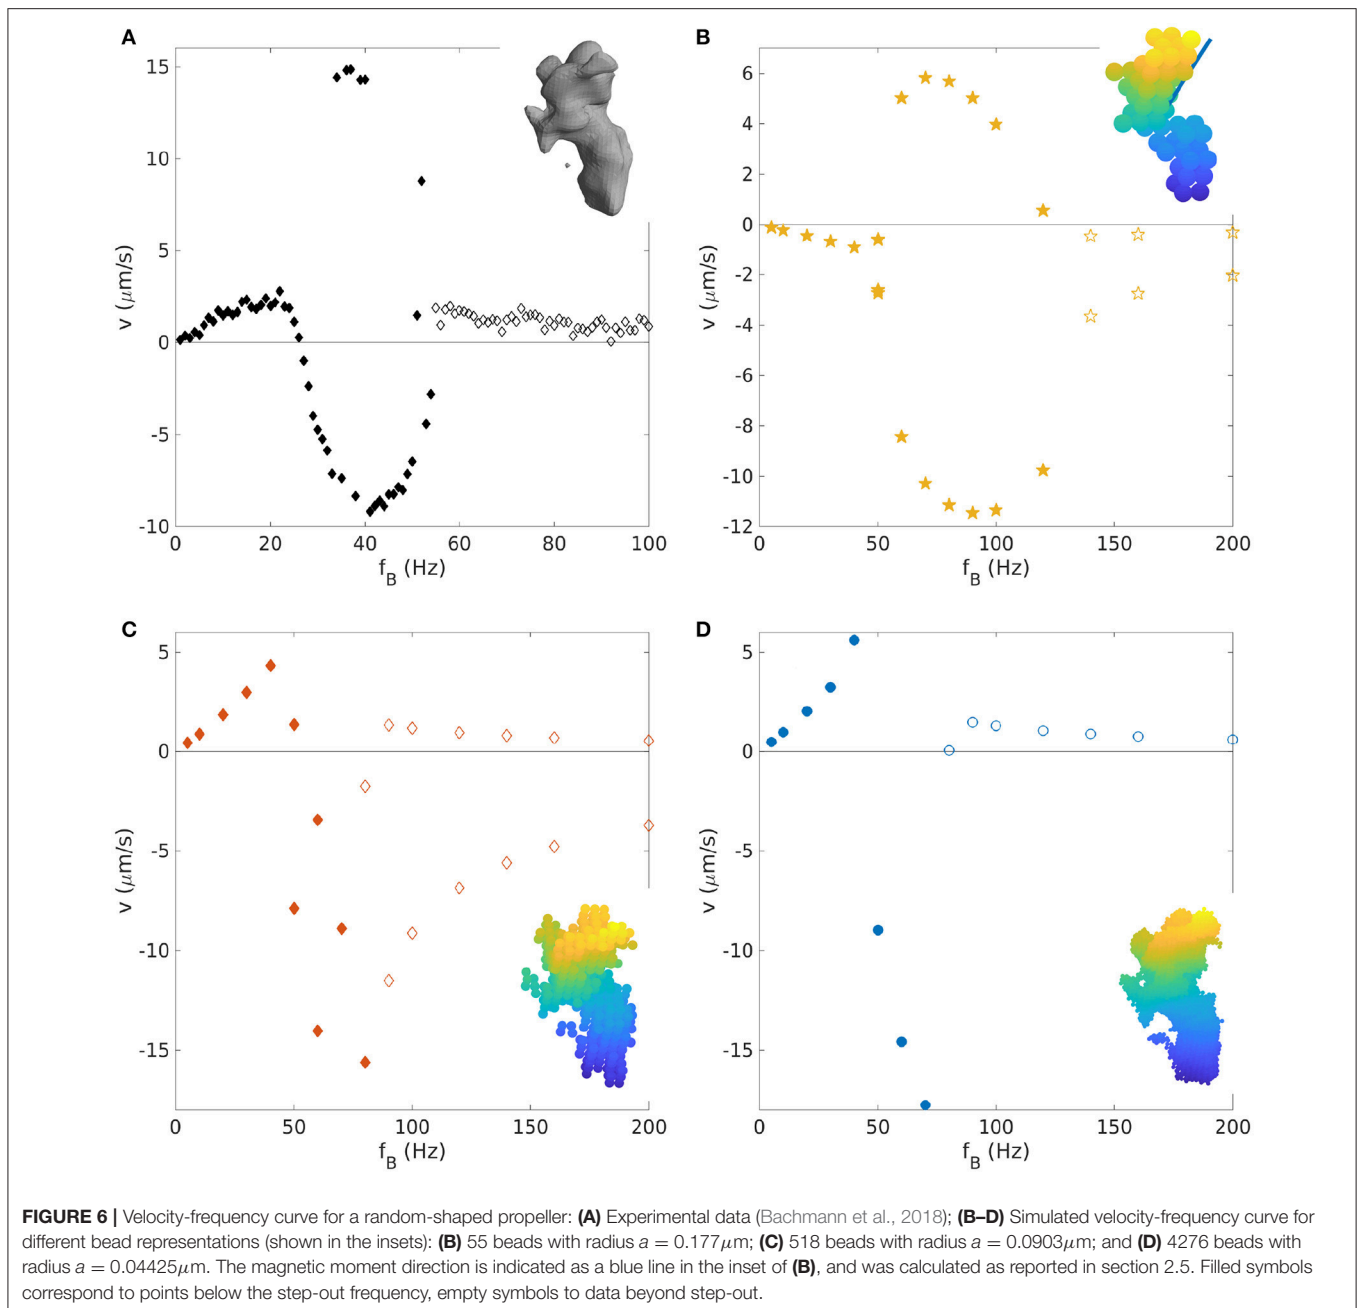 A
15
10
5
0
-5
-10
v (μm/s)
0 20 40 60 80 100
f_B (Hz)
B
6
4
2
0
-2
-4
-6
-8
-10
-12
v (μm/s)
0 50 100 150 200
f_B (Hz)
C
5
0
-5
-10
-15
v (μm/s)
0 50 100 150 200
f_B (Hz)
D
5
0
-5
-10
-15
v (μm/s)
0 50 100 150 200
f_B (Hz)
FIGURE 6 | Velocity-frequency curve for a random-shaped propeller: (A) Experimental data (Bachmann et al., 2018); (B–D) Simulated velocity-frequency curve for
different bead representations (shown in the insets): (B) 55 beads with radius a = 0.177μm; (C) 518 beads with radius a = 0.0903μm; and (D) 4276 beads with
radius a = 0.04425μm. The magnetic moment direction is indicated as a blue line in the inset of (B), and was calculated as reported in section 2.5. Filled symbols
correspond to points below the step-out frequency, empty symbols to data beyond step-out.